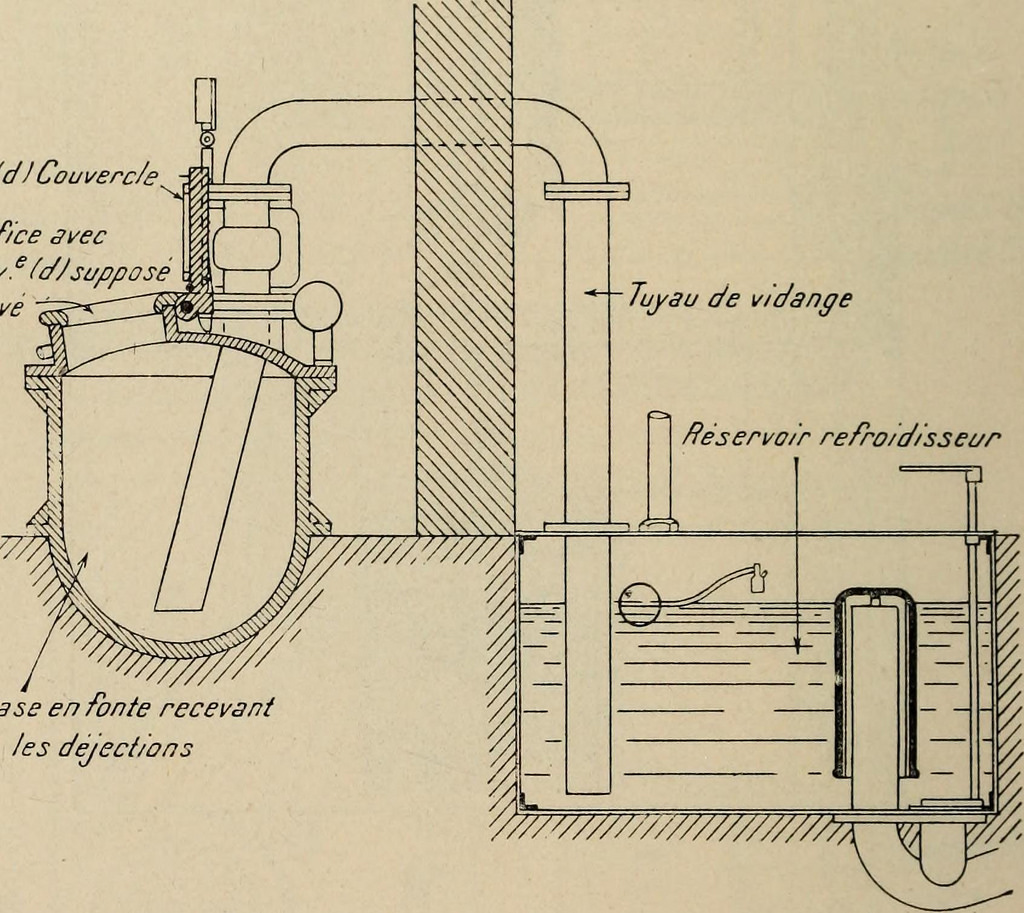 (d) Couvercle
fice avec
v.e (d) supposé
vé
Tuyau de vidange
Réservoir refroidisseur
ase en fonte recevant
les déjections